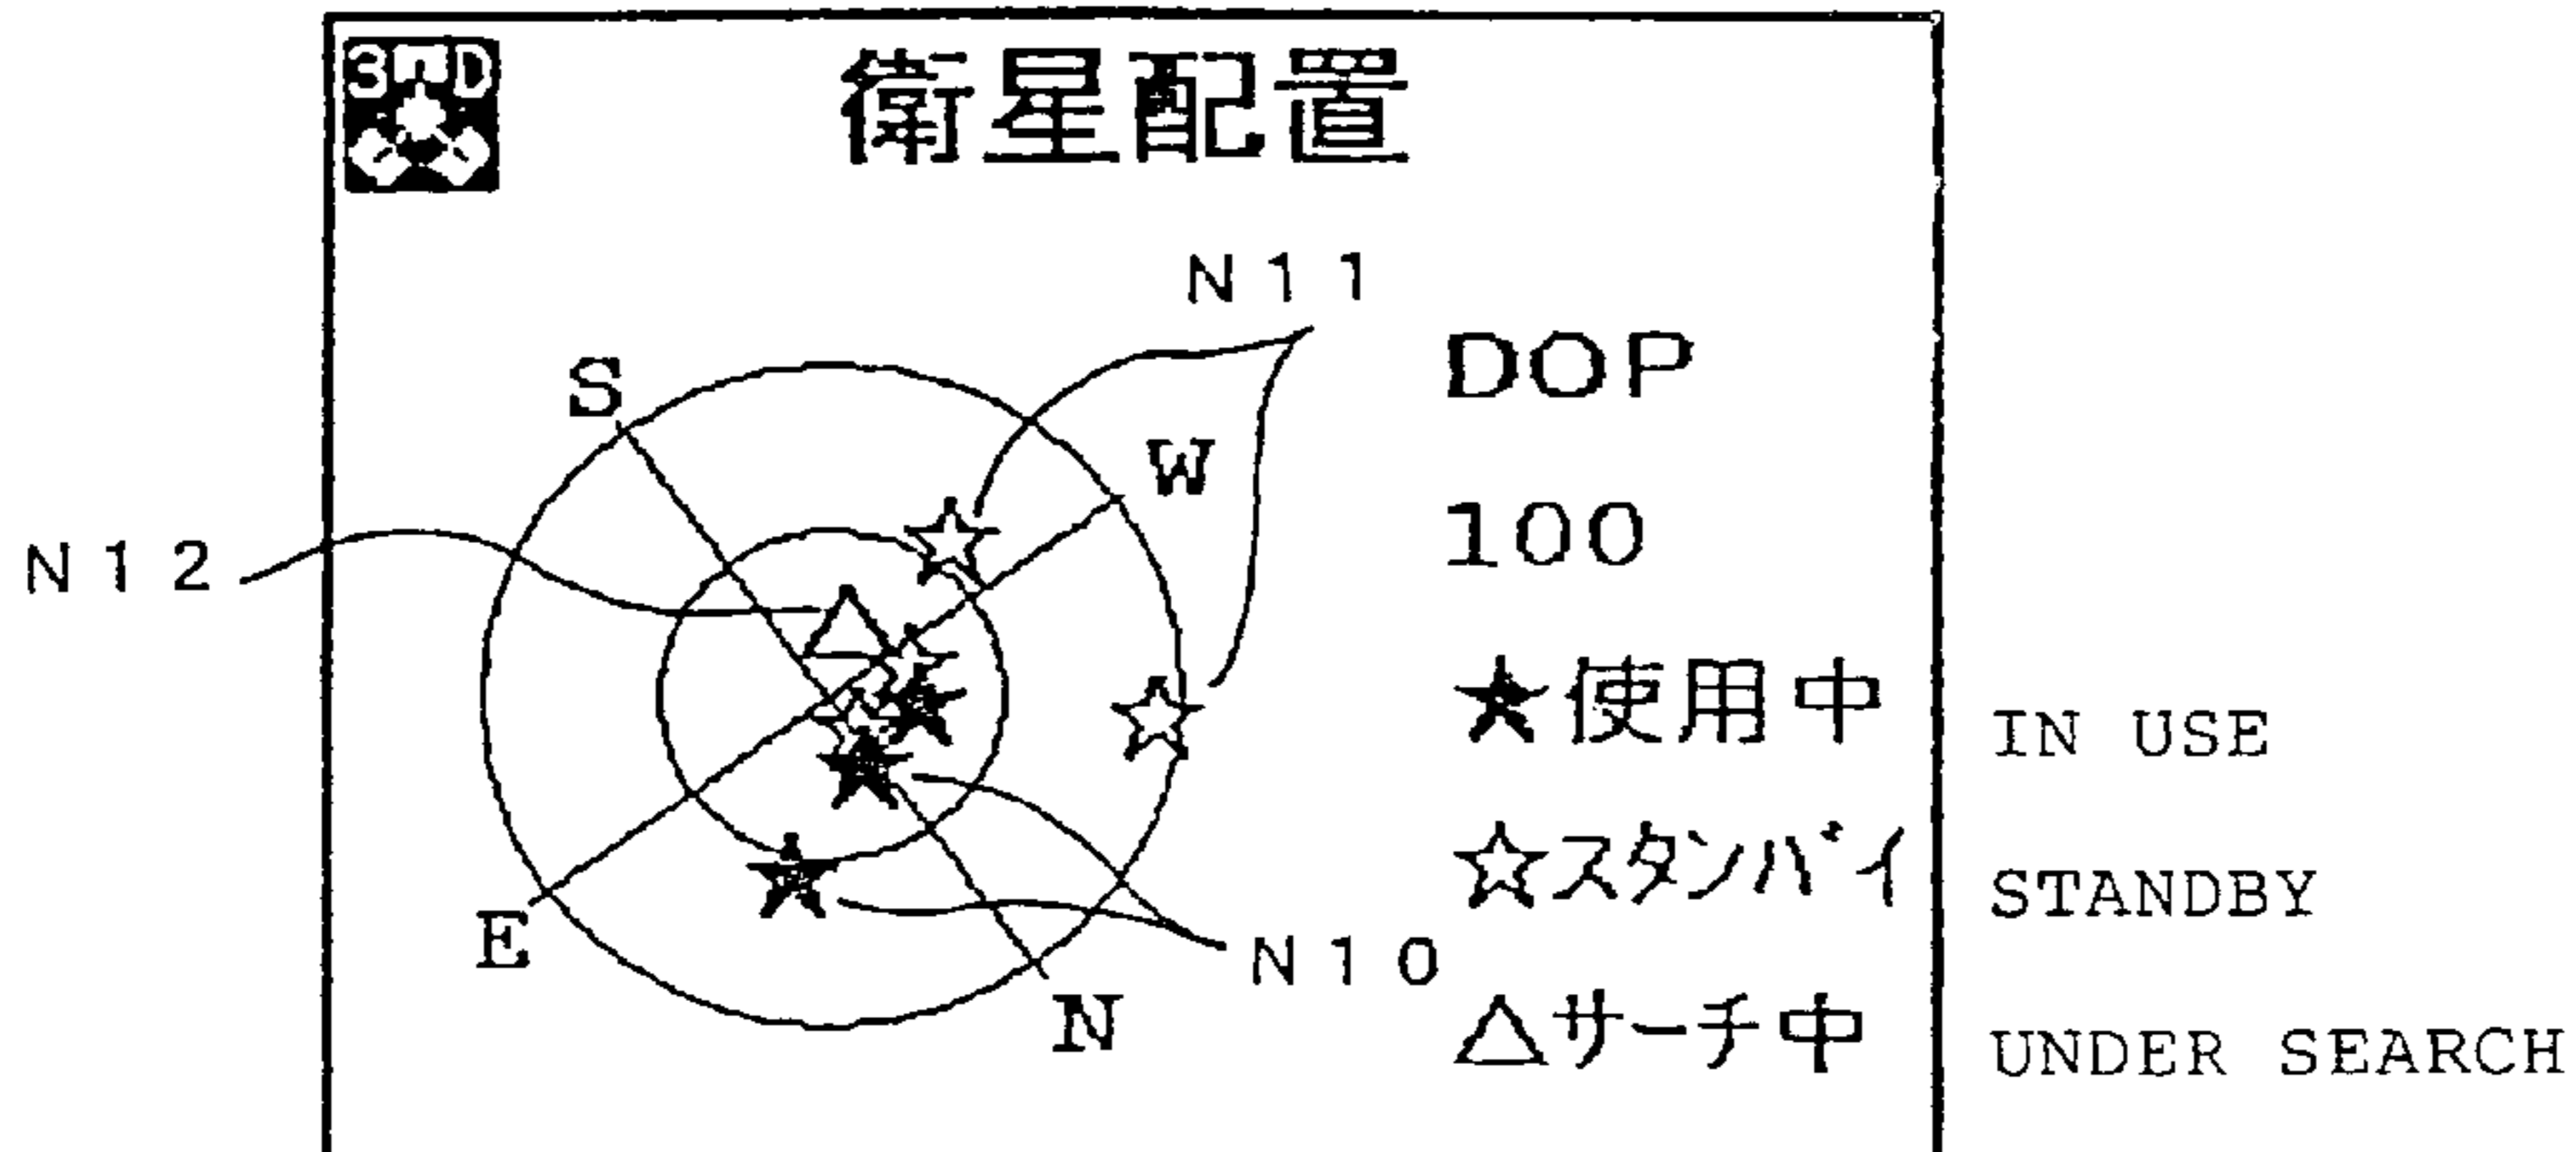 3D
衛星配置
N11
DOP
S
W
100
N12
★使用中 IN USE
☆スタンバイ STANDBY
E
N10
N
△サーチ中 UNDER SEARCH